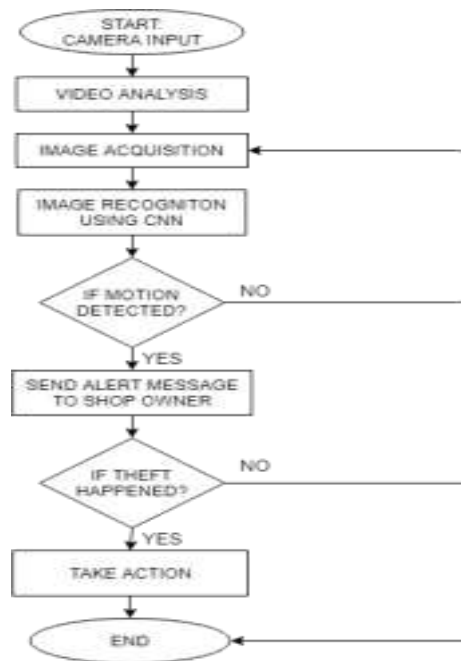 START:
CAMERA INPUT
VIDEO ANALYSIS
IMAGE ACQUISITION
IMAGE RECOGNITON
USING CNN
IF MOTION
DETECTED?
NO
YES
SEND ALERT MESSAGE
TO SHOP OWNER
IF THEFT
HAPPENED?
NO
YES
TAKE ACTION
END